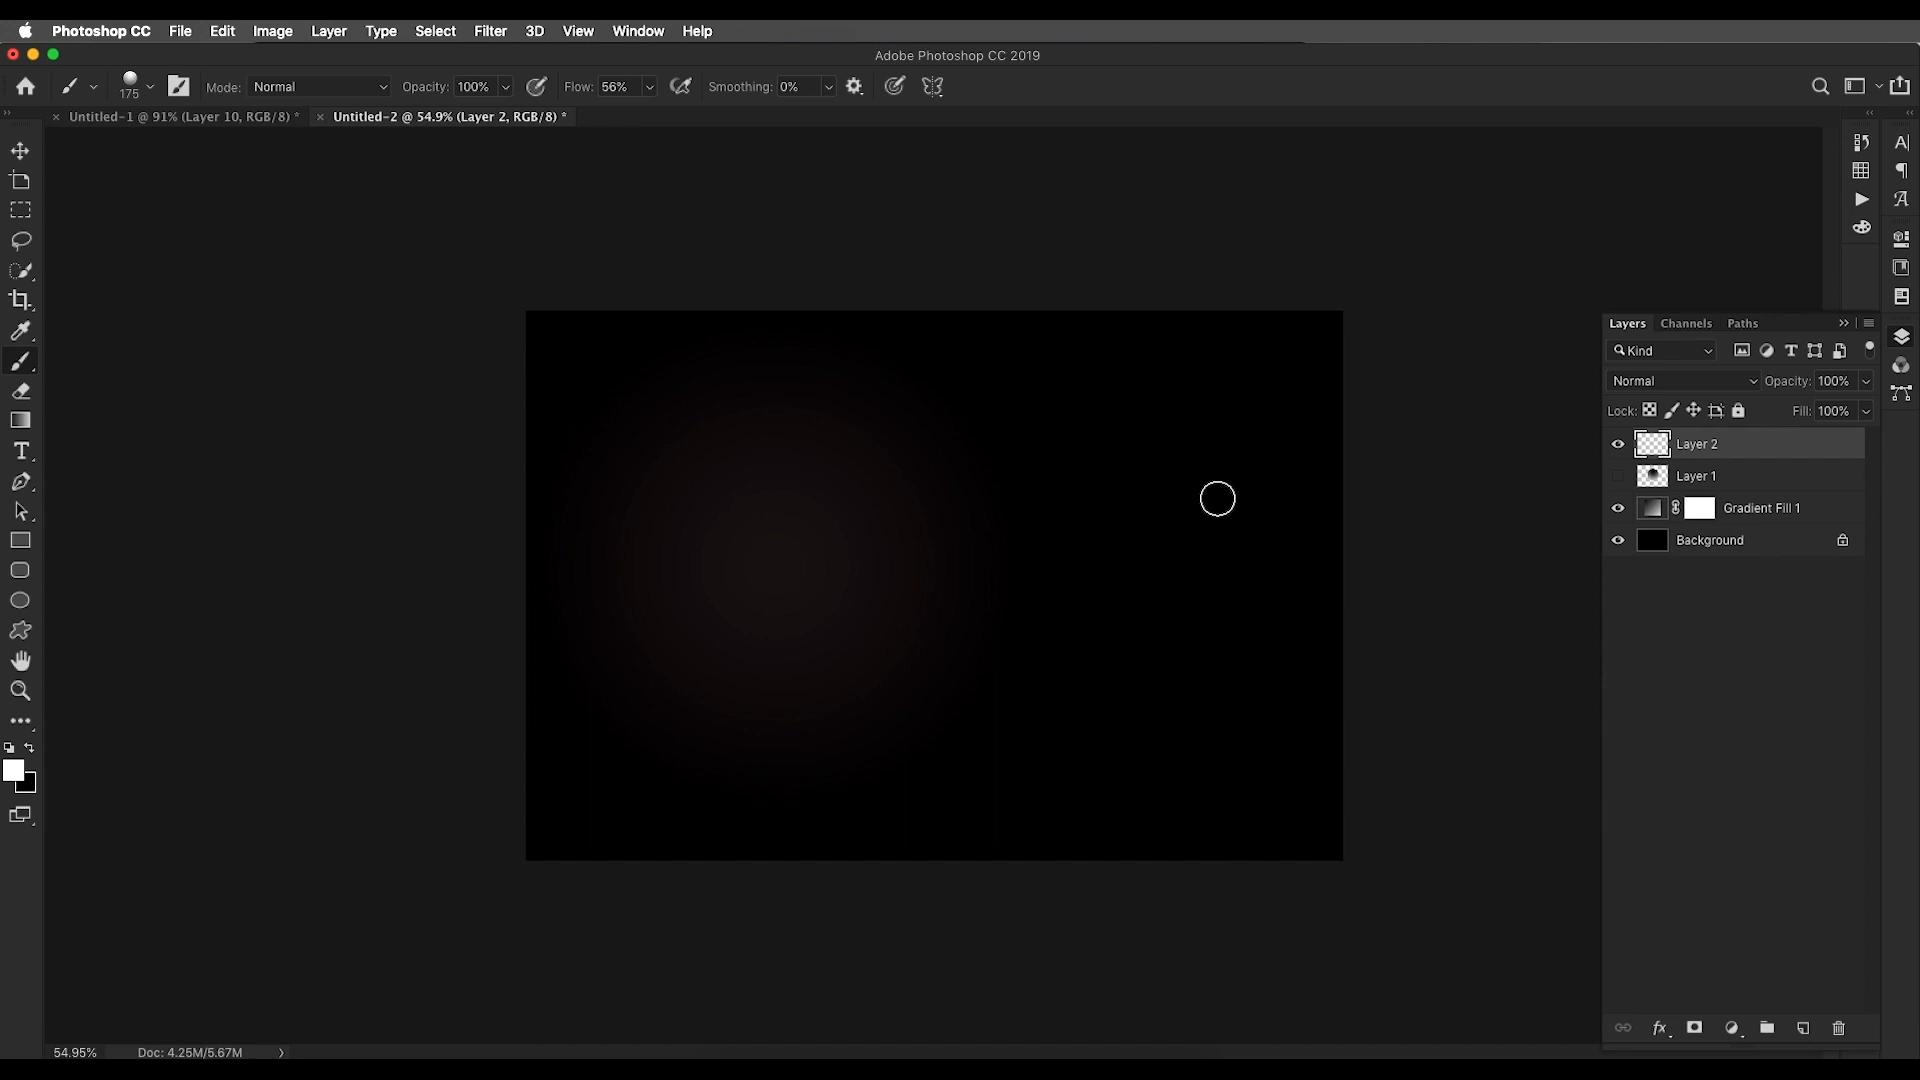 Photoshop CC File Edit Image Layer Type Select Filter 3D View Window Help
Adobe Photoshop CC 2019
175 Mode: Normal Opacity: 100% Flow: 56% Smoothing: 0%
× Untitled-1 @ 91% (Layer 10, RGB/8) * × Untitled-2 @ 54.9% (Layer 2, RGB/8) *
Layers Channels Paths
Kind
Normal Opacity: 100%
Lock: Fill: 100%
Layer 2
Layer 1
Gradient Fill 1
Background
fx
54.95% Doc: 4.25M/5.67M